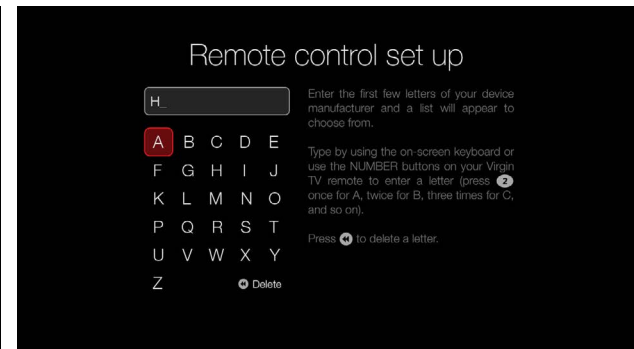 Remote control set up
H_
A B C D E
F G H I J
K L M N O
P Q R S T
U V W X Y
Z Delete
Enter the first few letters of your device
manufacturer and a list will appear to
choose from.
Type by using the on-screen keyboard or
use the NUMBER buttons on your Virgin
TV remote to enter a letter (press 2
once for A, twice for B, three times for C,
and so on).
Press to delete a letter.